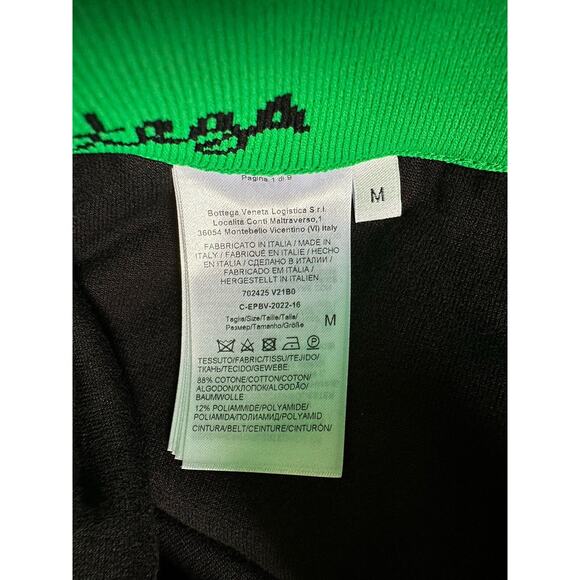 Pagina 1 di 9
M
Bottega Veneta Logistica S.r.l.
Località Conti Maltraverso,1
36054 Montebello Vicentino (VI) Italy
FABBRICATO IN ITALIA / MADE IN
ITALY / FABRIQUÉ EN ITALIE / HECHO
EN ITALIA / СДЕЛАНО В ИТАЛИИ /
FABRICADO EM ITÁLIA /
HERGESTELLT IN ITALIEN
702425 V21B0
C-EPBV-2022-16
Taglia/Size/Taille/Talla/
Размер/Tamanho/Größe M
TESSUTO/FABRIC/TISSU/TEJIDO/
ТКАНЬ/TECIDO/GEWEBE:
88% COTONE/COTTON/COTON/
ALGODON/ХЛОПОК/ALGODÃO/
BAUMWOLLE
12% POLIAMMIDE/POLYAMIDE/
POLIAMIDA/ПОЛИАМИД/POLYAMID
CINTURA/BELT/CEINTURE/CINTURÓN/